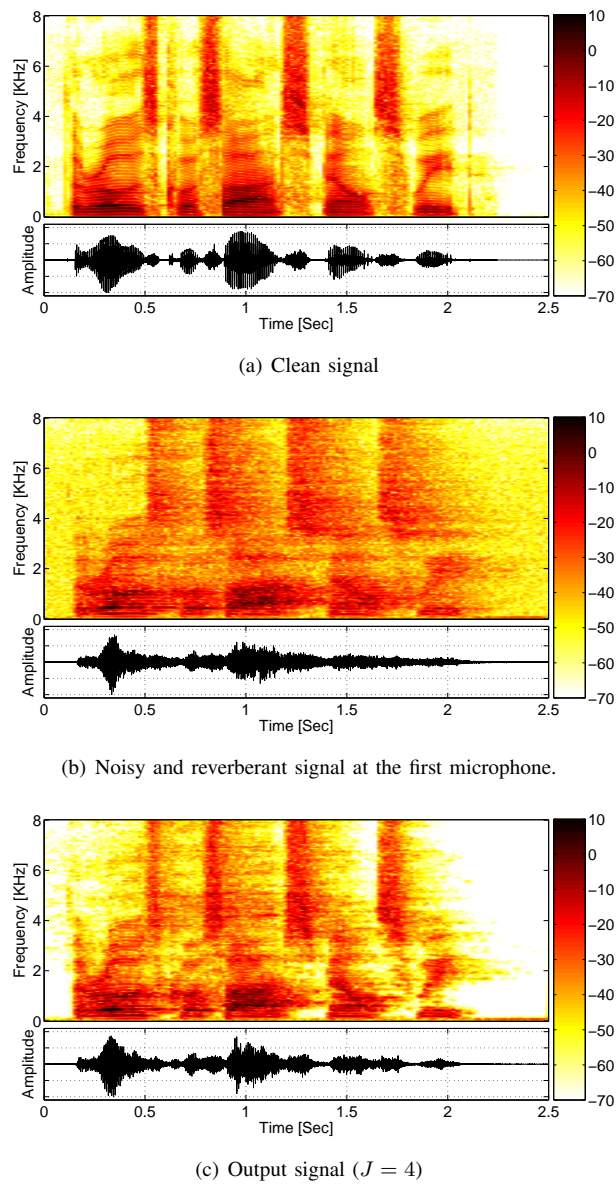 8
6
4
2
0
Frequency [KHz]
10
0
−10
−20
−30
−40
−50
−60
−70
Amplitude
0 0.5 1 1.5 2 2.5
Time [Sec]
(a) Clean signal
8
6
4
2
0
Frequency [KHz]
10
0
−10
−20
−30
−40
−50
−60
−70
Amplitude
0 0.5 1 1.5 2 2.5
Time [Sec]
(b) Noisy and reverberant signal at the first microphone.
8
6
4
2
0
Frequency [KHz]
10
0
−10
−20
−30
−40
−50
−60
−70
Amplitude
0 0.5 1 1.5 2 2.5
Time [Sec]
(c) Output signal (J = 4)